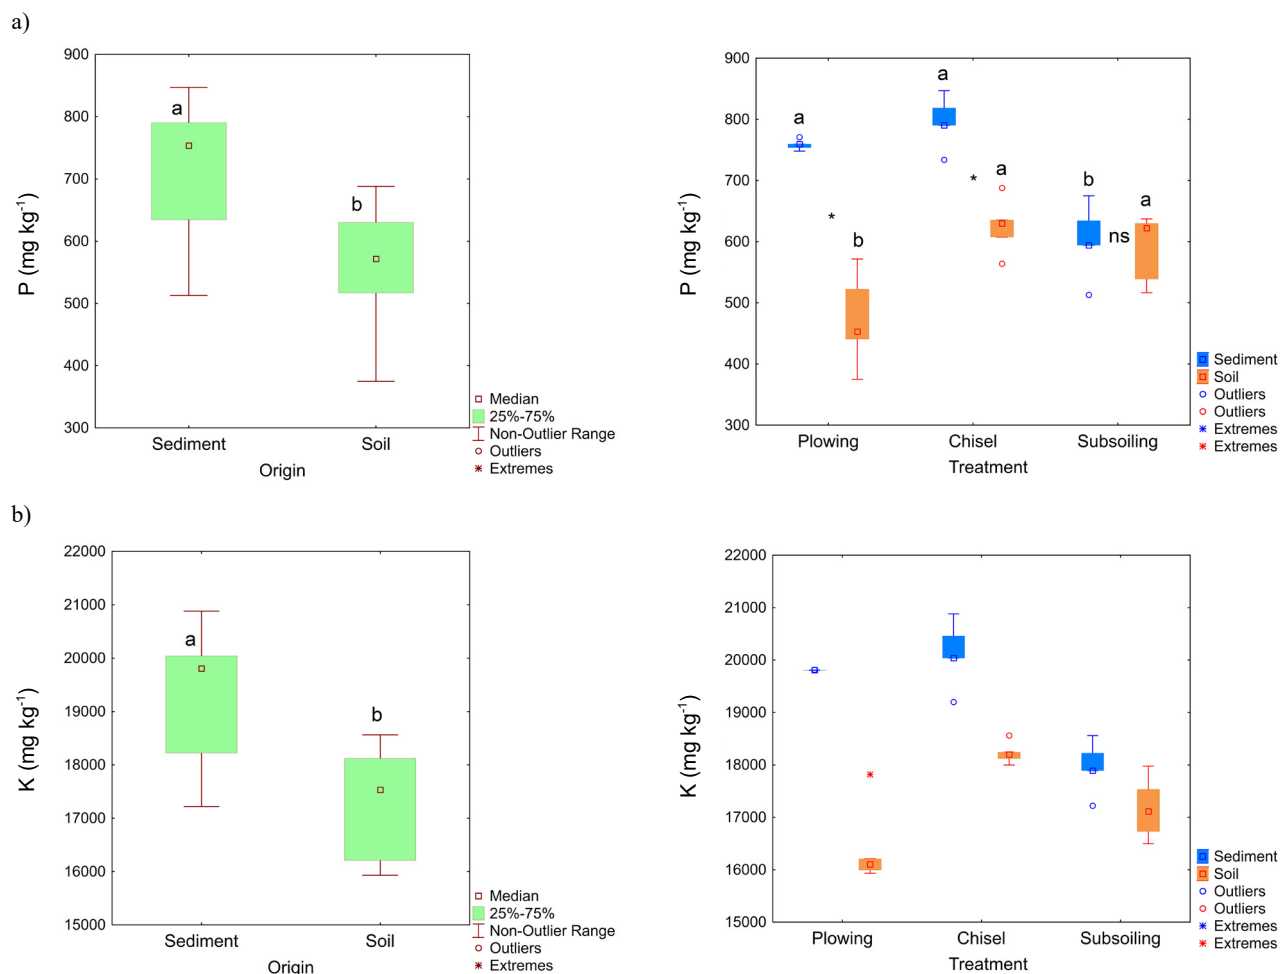 a)
900
800
700
600
500
400
300
P (mg kg-1)
a
b
Sediment
Soil
Origin
Median
25%-75%
Non-Outlier Range
Outliers
Extremes
900
800
700
600
500
400
300
P (mg kg-1)
a
*
b
a
*
a
b
ns
a
Plowing
Chisel
Subsoiling
Treatment
Sediment
Soil
Outliers
Outliers
Extremes
Extremes
b)
22000
21000
20000
19000
18000
17000
16000
15000
K (mg kg-1)
a
b
Sediment
Soil
Origin
Median
25%-75%
Non-Outlier Range
Outliers
Extremes
22000
21000
20000
19000
18000
17000
16000
15000
K (mg kg-1)
Plowing
Chisel
Subsoiling
Treatment
Sediment
Soil
Outliers
Outliers
Extremes
Extremes